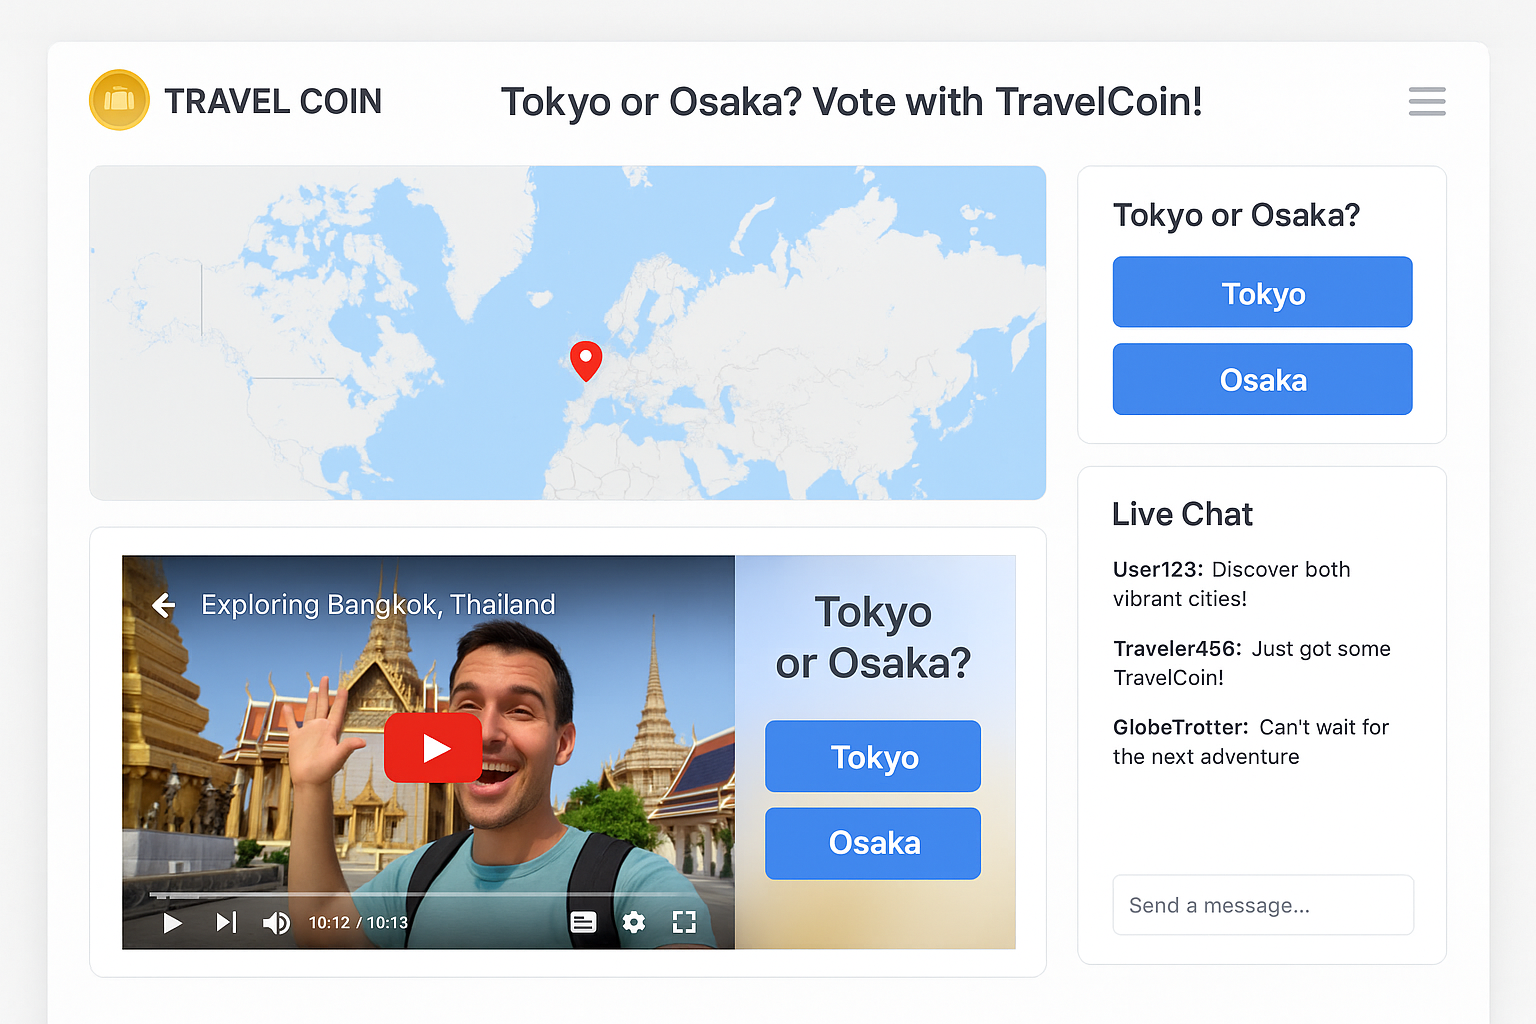 TRAVEL COIN
Tokyo or Osaka? Vote with TravelCoin!
Tokyo or Osaka?
Tokyo
Osaka
Exploring Bangkok, Thailand
10:12 / 10:13
Tokyo
or Osaka?
Tokyo
Osaka
Live Chat
User123: Discover both
vibrant cities!
Traveler456: Just got some
TravelCoin!
GlobeTrotter: Can't wait for
the next adventure
Send a message...